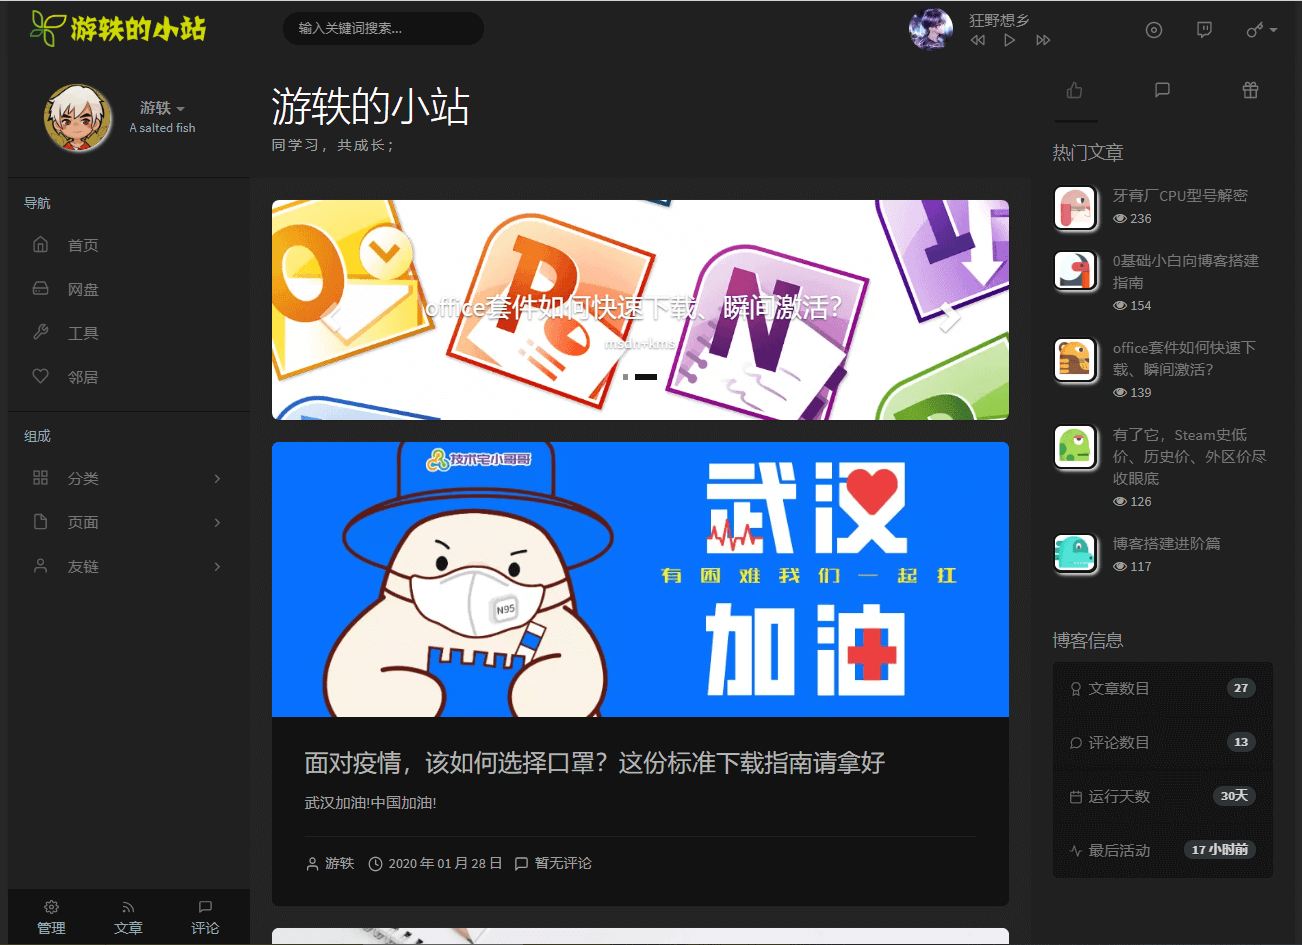 游轶的小站
输入关键词搜索...
狂野想乡
游轶
A salted fish
导航
首页
网盘
工具
邻居
组成
分类
页面
友链
管理
文章
评论
游轶的小站
同学习，共成长；
office套件如何快速下载、瞬间激活？
msdn+kms
技术宅小哥哥
武汉
有困难我们一起扛
加油
N95
面对疫情，该如何选择口罩？这份标准下载指南请拿好
武汉加油!中国加油!
游轶 2020 年 01 月 28 日 暂无评论
热门文章
牙膏厂CPU型号解密
236
0基础小白向博客搭建
指南
154
office套件如何快速下
载、瞬间激活？
139
有了它，Steam史低
价、历史价、外区价尽
收眼底
126
博客搭建进阶篇
117
博客信息
文章数目 27
评论数目 13
运行天数 30天
最后活动 17 小时前